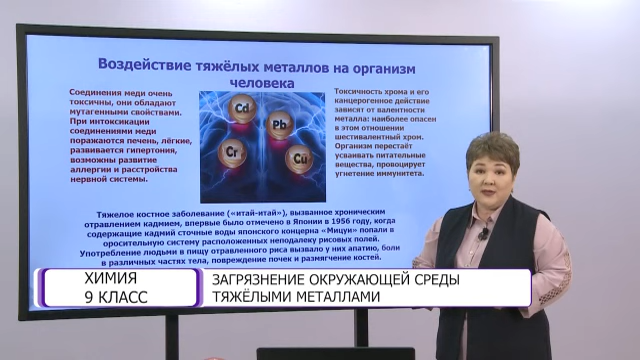 Воздействие тяжёлых металлов на организм
человека
Соединения меди очень
токсичны, они обладают
мутагенными свойствами.
При интоксикации
соединениями меди
поражаются печень, лёгкие,
развивается гипертония,
возможны развитие
аллергии и расстройства
нервной системы.
Cd
Pb
Cr
Cu
Токсичность хрома и его
канцерогенное действие
зависят от валентности
металла: наиболее опасен
в этом отношении
шестивалентный хром.
Организм перестаёт
усваивать питательные
вещества, провоцирует
угнетение иммунитета.
Тяжелое костное заболевание («итай-итай»), вызванное хроническим
отравлением кадмием, впервые было отмечено в Японии в 1956 году, когда
содержащие кадмий сточные воды японского концерна «Мицуи» попали в
оросительную систему расположенных неподалеку рисовых полей.
Употребление людьми в пищу отравленного риса вызвало у них апатию, боли
в различных частях тела, повреждение почек и размягчение костей.
ХИМИЯ
9 КЛАСС
ЗАГРЯЗНЕНИЕ ОКРУЖАЮЩЕЙ СРЕДЫ
ТЯЖЁЛЫМИ МЕТАЛЛАМИ